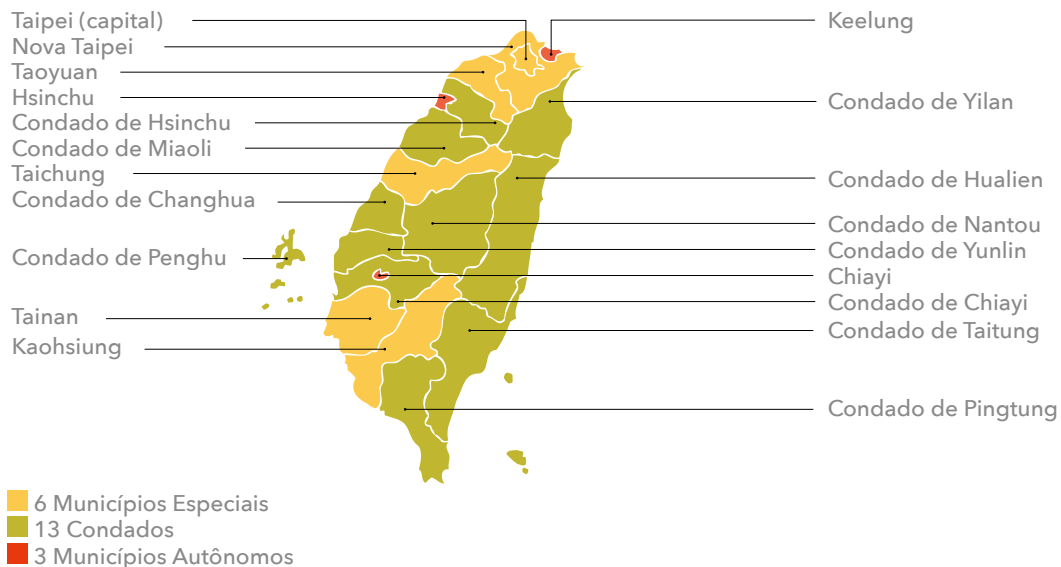 Taipei (capital)
Nova Taipei
Taoyuan
Hsinchu
Condado de Hsinchu
Condado de Miaoli
Taichung
Condado de Changhua
Condado de Penghu
Tainan
Kaohsiung
Keelung
Condado de Yilan
Condado de Hualien
Condado de Nantou
Condado de Yunlin
Chiayi
Condado de Chiayi
Condado de Taitung
Condado de Pingtung
6 Municípios Especiais
13 Condados
3 Municípios Autônomos